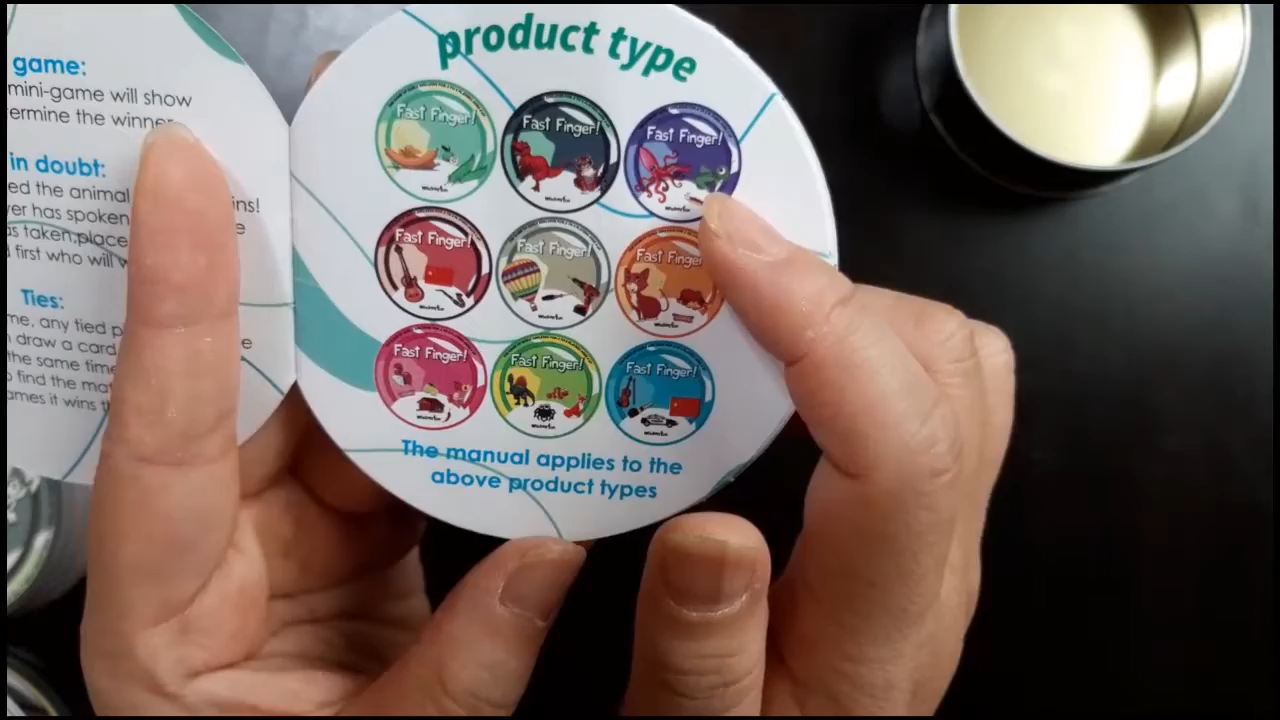 game:
mini-game will show
ermine the winner
in doubt:
ed the animal
ins!
er has spoken
e
s taken,place
first who will
Ties:
me, any tied p
draw a card
e
the same time
find the ma
ames it wins t
product type
Fast Finger!
Fast Finger!
Fast Finger!
Fast Finger!
Fast Finger!
Fast Finge
Fast Finger!
Fast Finger!
Fast Finger!
The manual applies to the
above product types